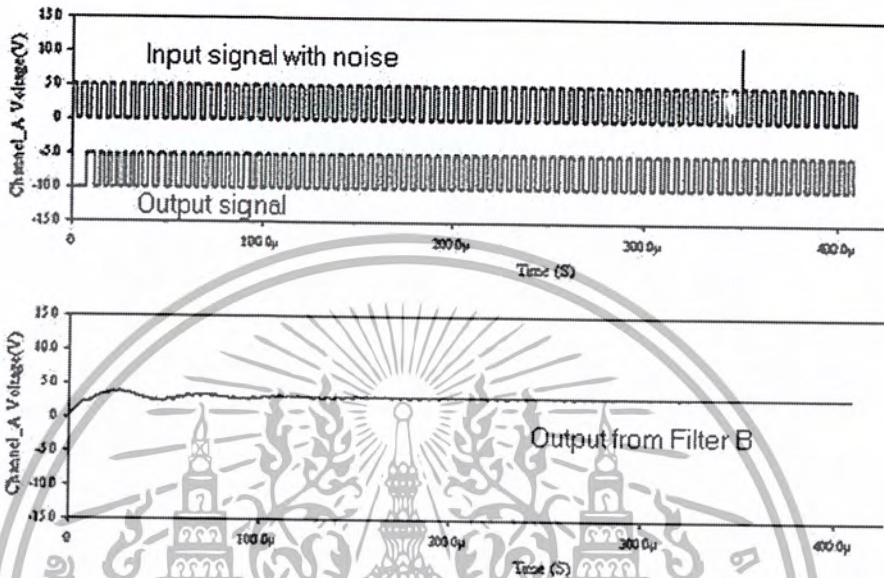 15.0
Input signal with noise
10.0
5.0
0
-5.0
-10.0
-15.0
Channel_A Voltage(V)
Output signal
0
100.0µ
200.0µ
300.0µ
400.0µ
Time (S)
15.0
10.0
5.0
0
-5.0
-10.0
-15.0
Channel_A Voltage(V)
Output from Filter B
0
100.0µ
200.0µ
300.0µ
400.0µ
Time (S)